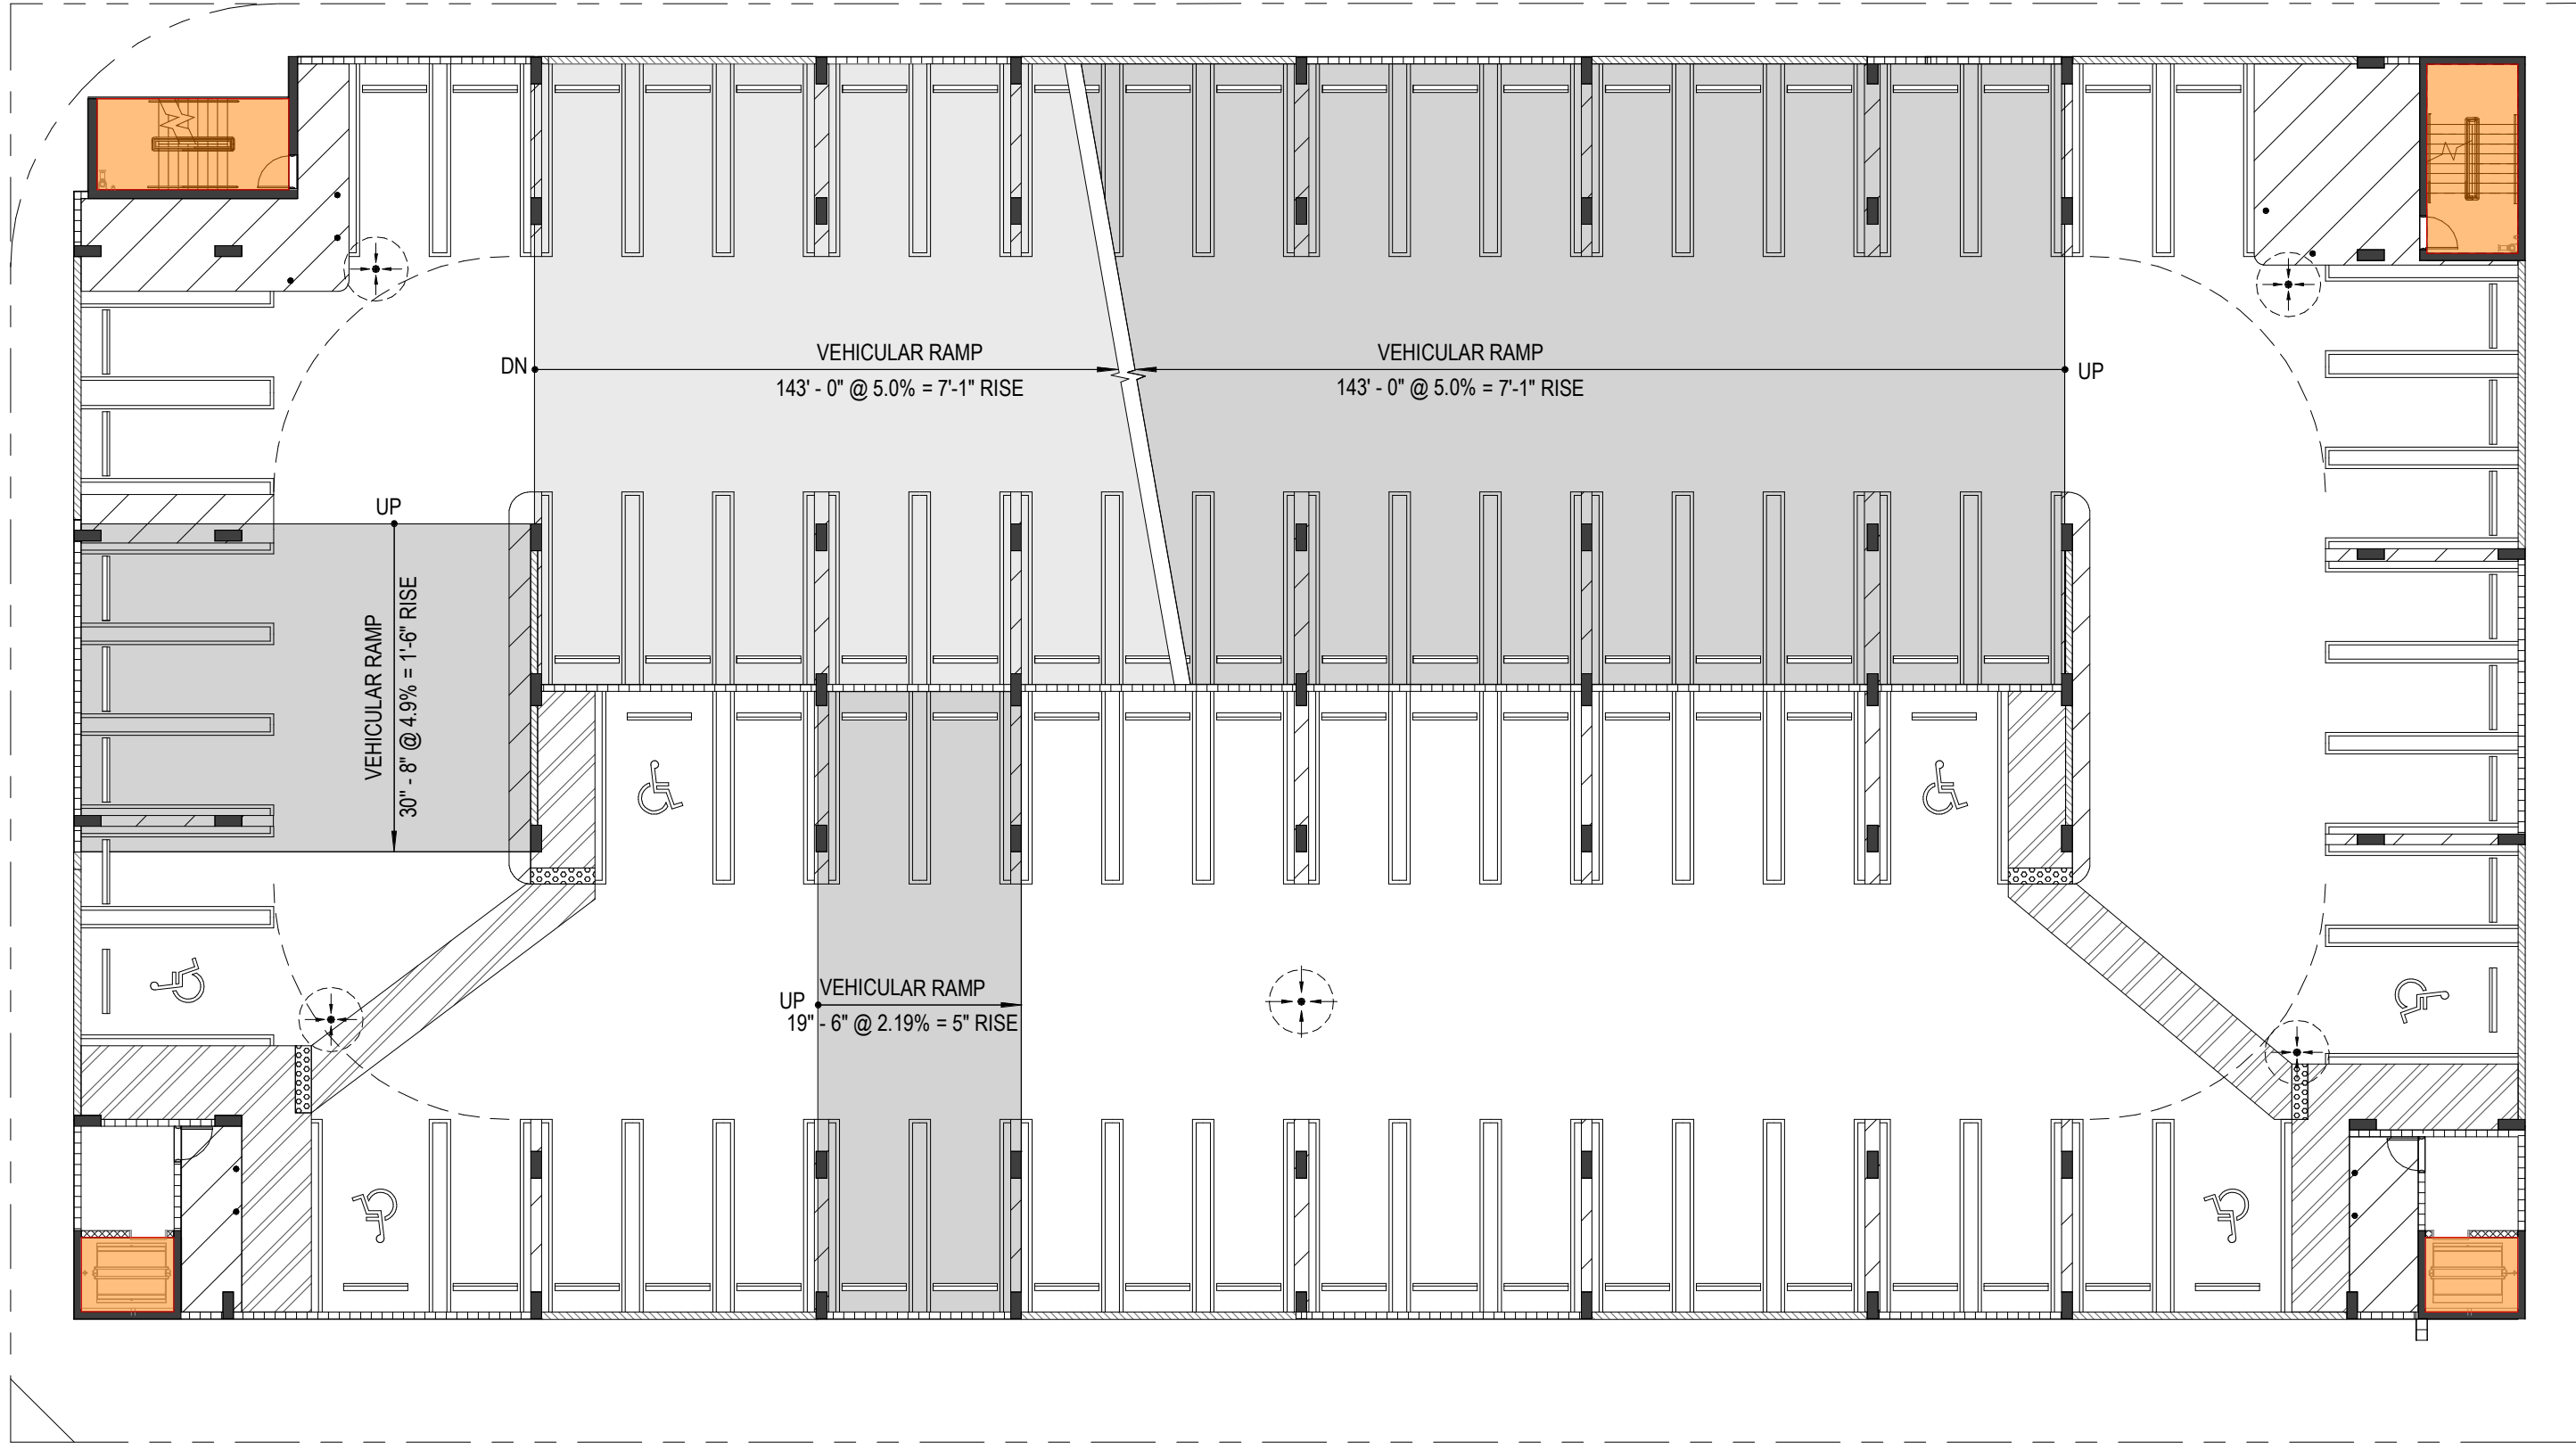 VEHICULAR RAMP
143' - 0" @ 5.0% = 7'-1" RISE
DN
VEHICULAR RAMP
143' - 0" @ 5.0% = 7'-1" RISE
UP
UP
VEHICULAR RAMP
30" - 8" @ 4.9% = 1'-6" RISE
UP
VEHICULAR RAMP
19" - 6" @ 2.19% = 5" RISE